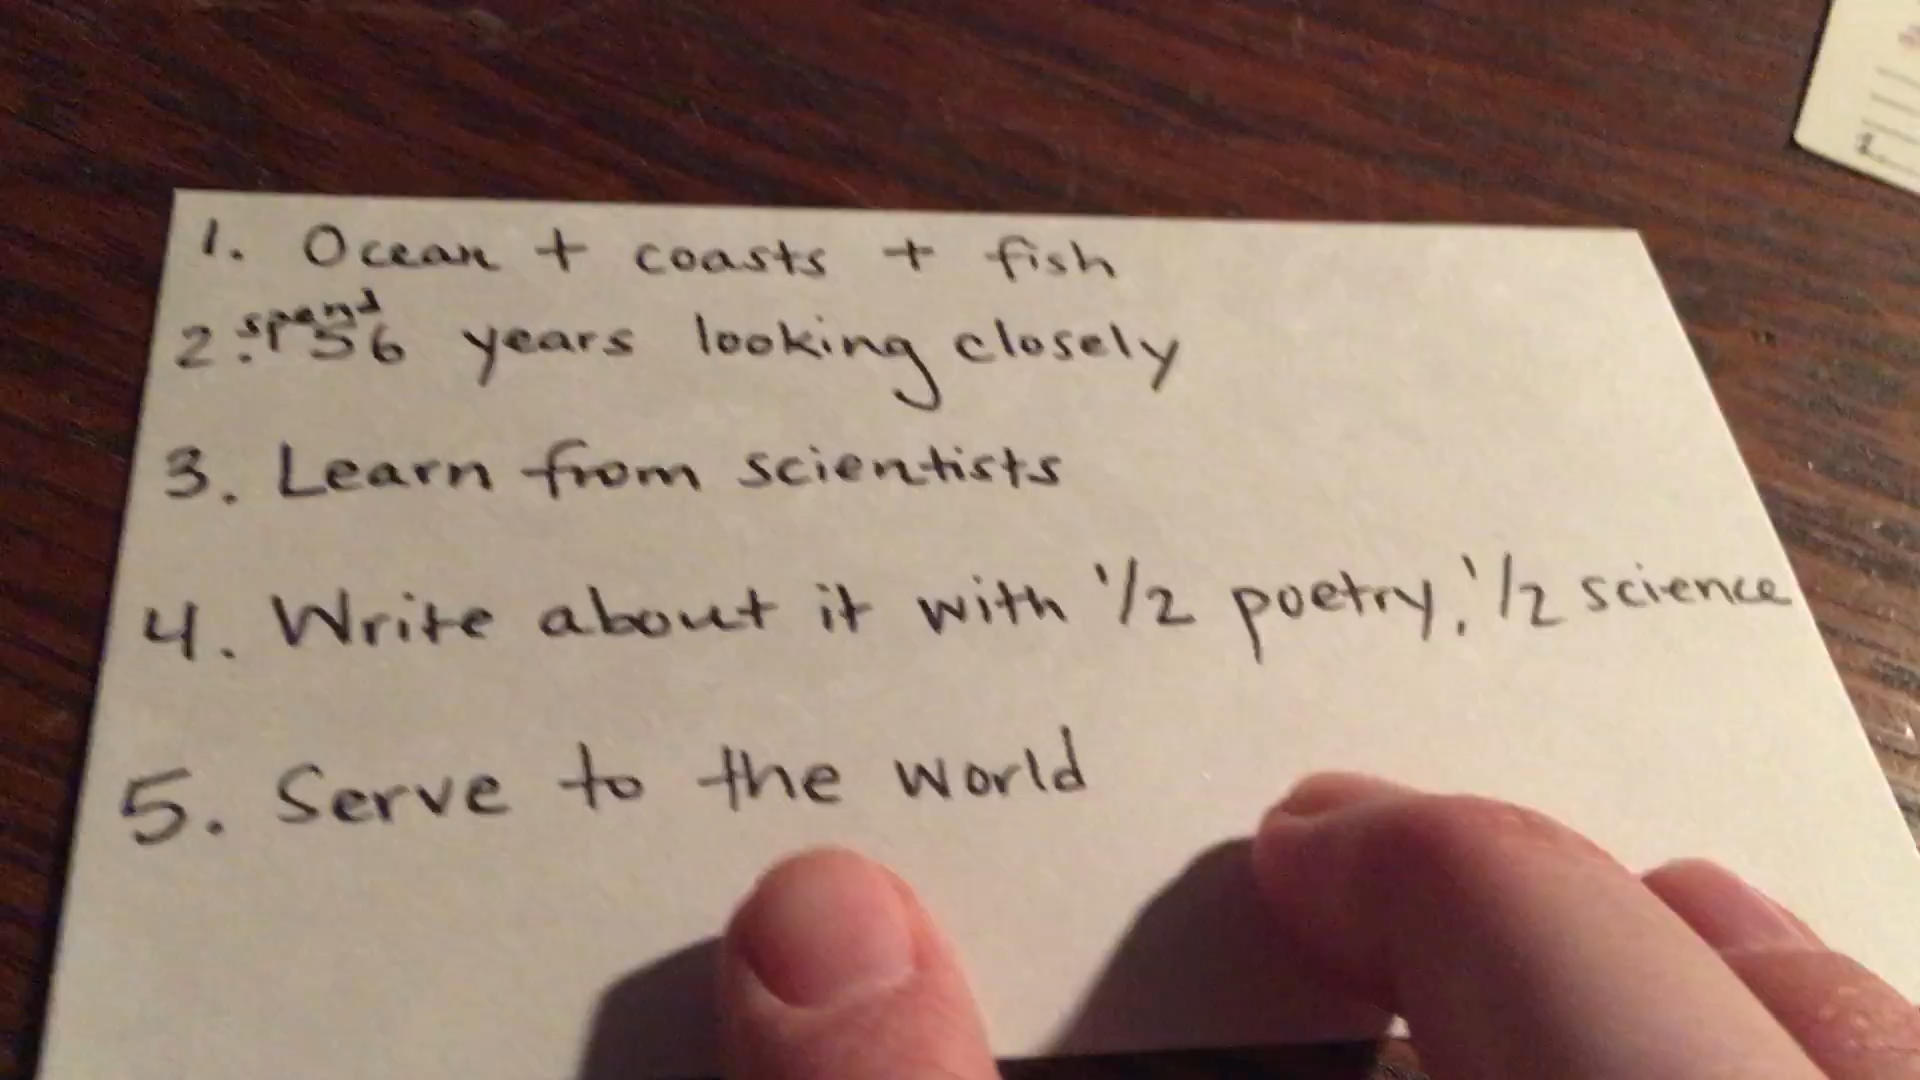 1. Ocean + coasts + fish
2. spend 56 years looking closely
3. Learn from scientists
4. Write about it with 1/2 poetry, 1/2 science
5. Serve to the world
1.